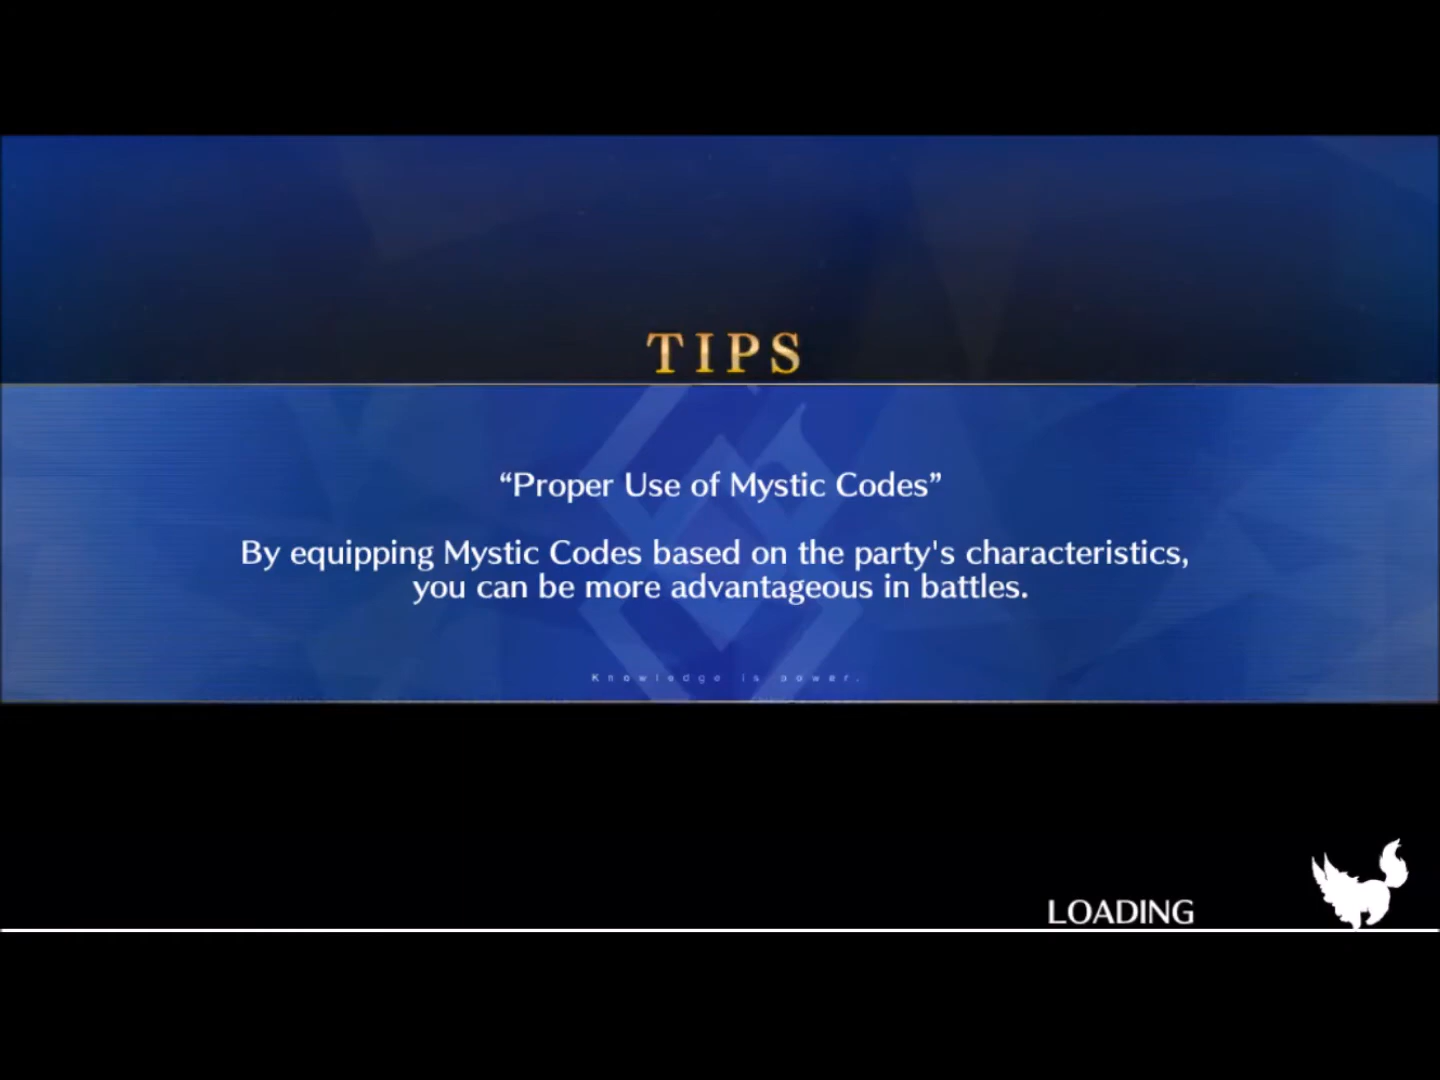 TIPS
“Proper Use of Mystic Codes”
By equipping Mystic Codes based on the party's characteristics,
you can be more advantageous in battles.
Knowledge is power.
LOADING